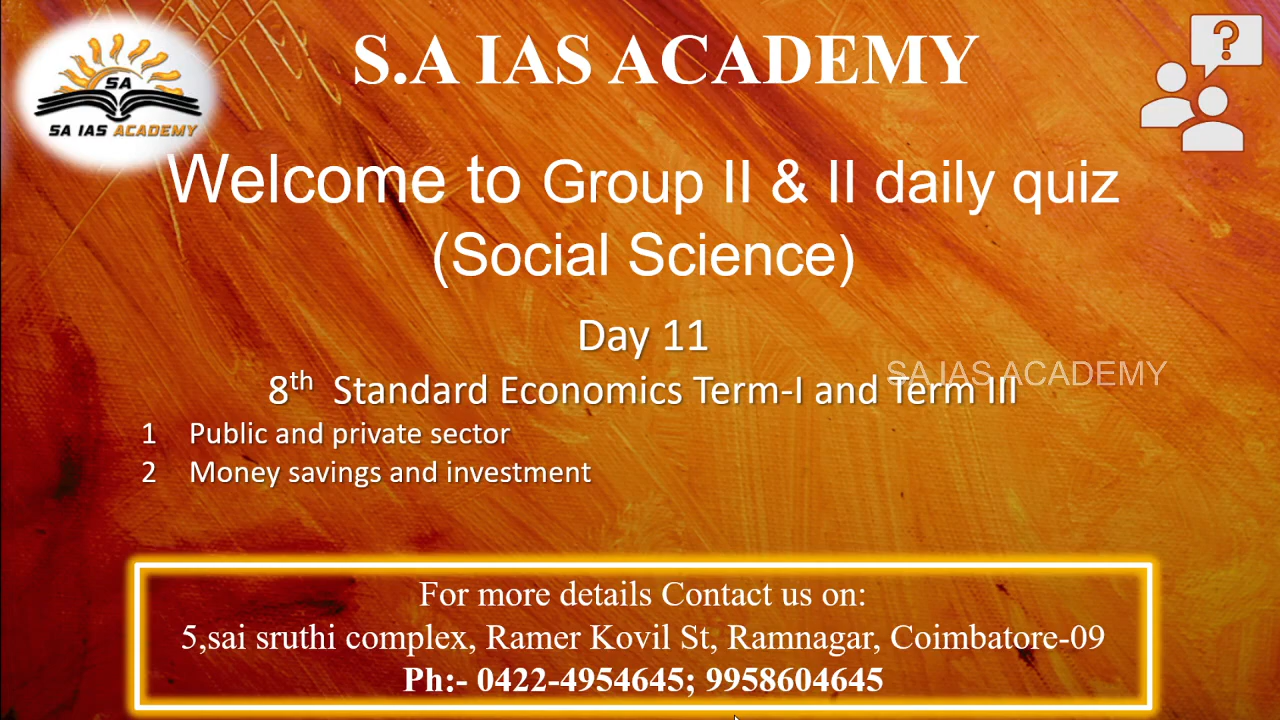 SA
SA IAS ACADEMY
S.A IAS ACADEMY
?
Welcome to Group II & II daily quiz
(Social Science)
Day 11
SA IAS ACADEMY
8th Standard Economics Term-I and Term III
1 Public and private sector
2 Money savings and investment
For more details Contact us on:
5,sai sruthi complex, Ramer Kovil St, Ramnagar, Coimbatore-09
Ph:- 0422-4954645; 9958604645